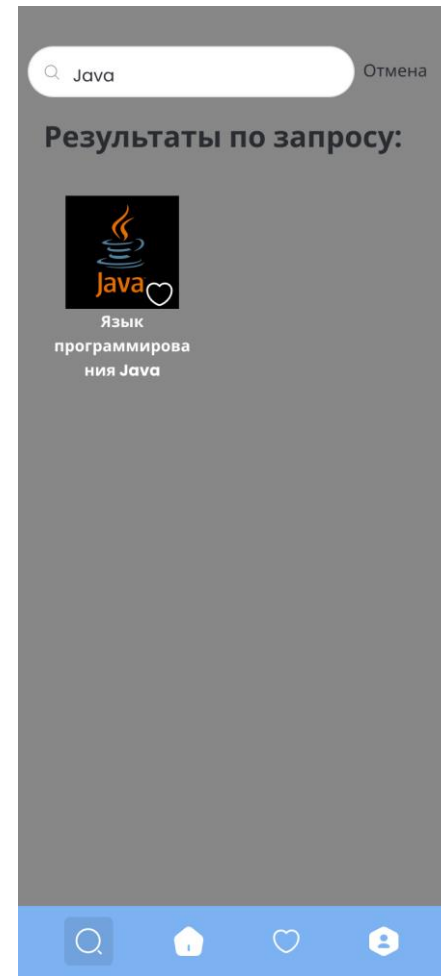 Java
Отмена
Результаты по запросу:
Java
Язык
программирова
ния Java